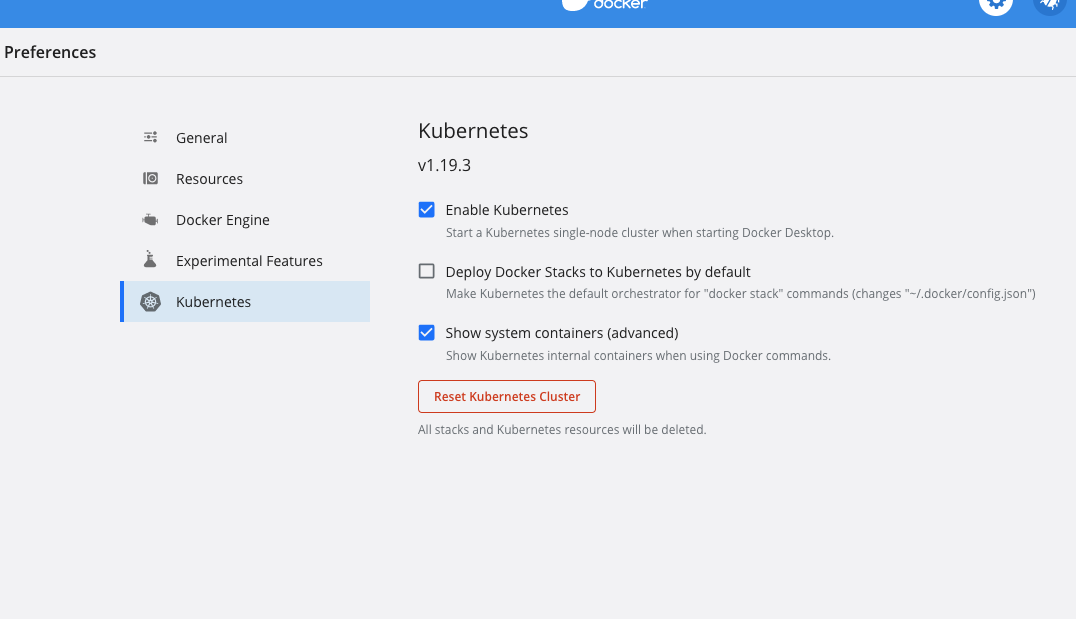 docker
Preferences
General
Resources
Docker Engine
Experimental Features
Kubernetes
Kubernetes
v1.19.3
Enable Kubernetes
Start a Kubernetes single-node cluster when starting Docker Desktop.
Deploy Docker Stacks to Kubernetes by default
Make Kubernetes the default orchestrator for "docker stack" commands (changes "~/.docker/config.json")
Show system containers (advanced)
Show Kubernetes internal containers when using Docker commands.
Reset Kubernetes Cluster
All stacks and Kubernetes resources will be deleted.